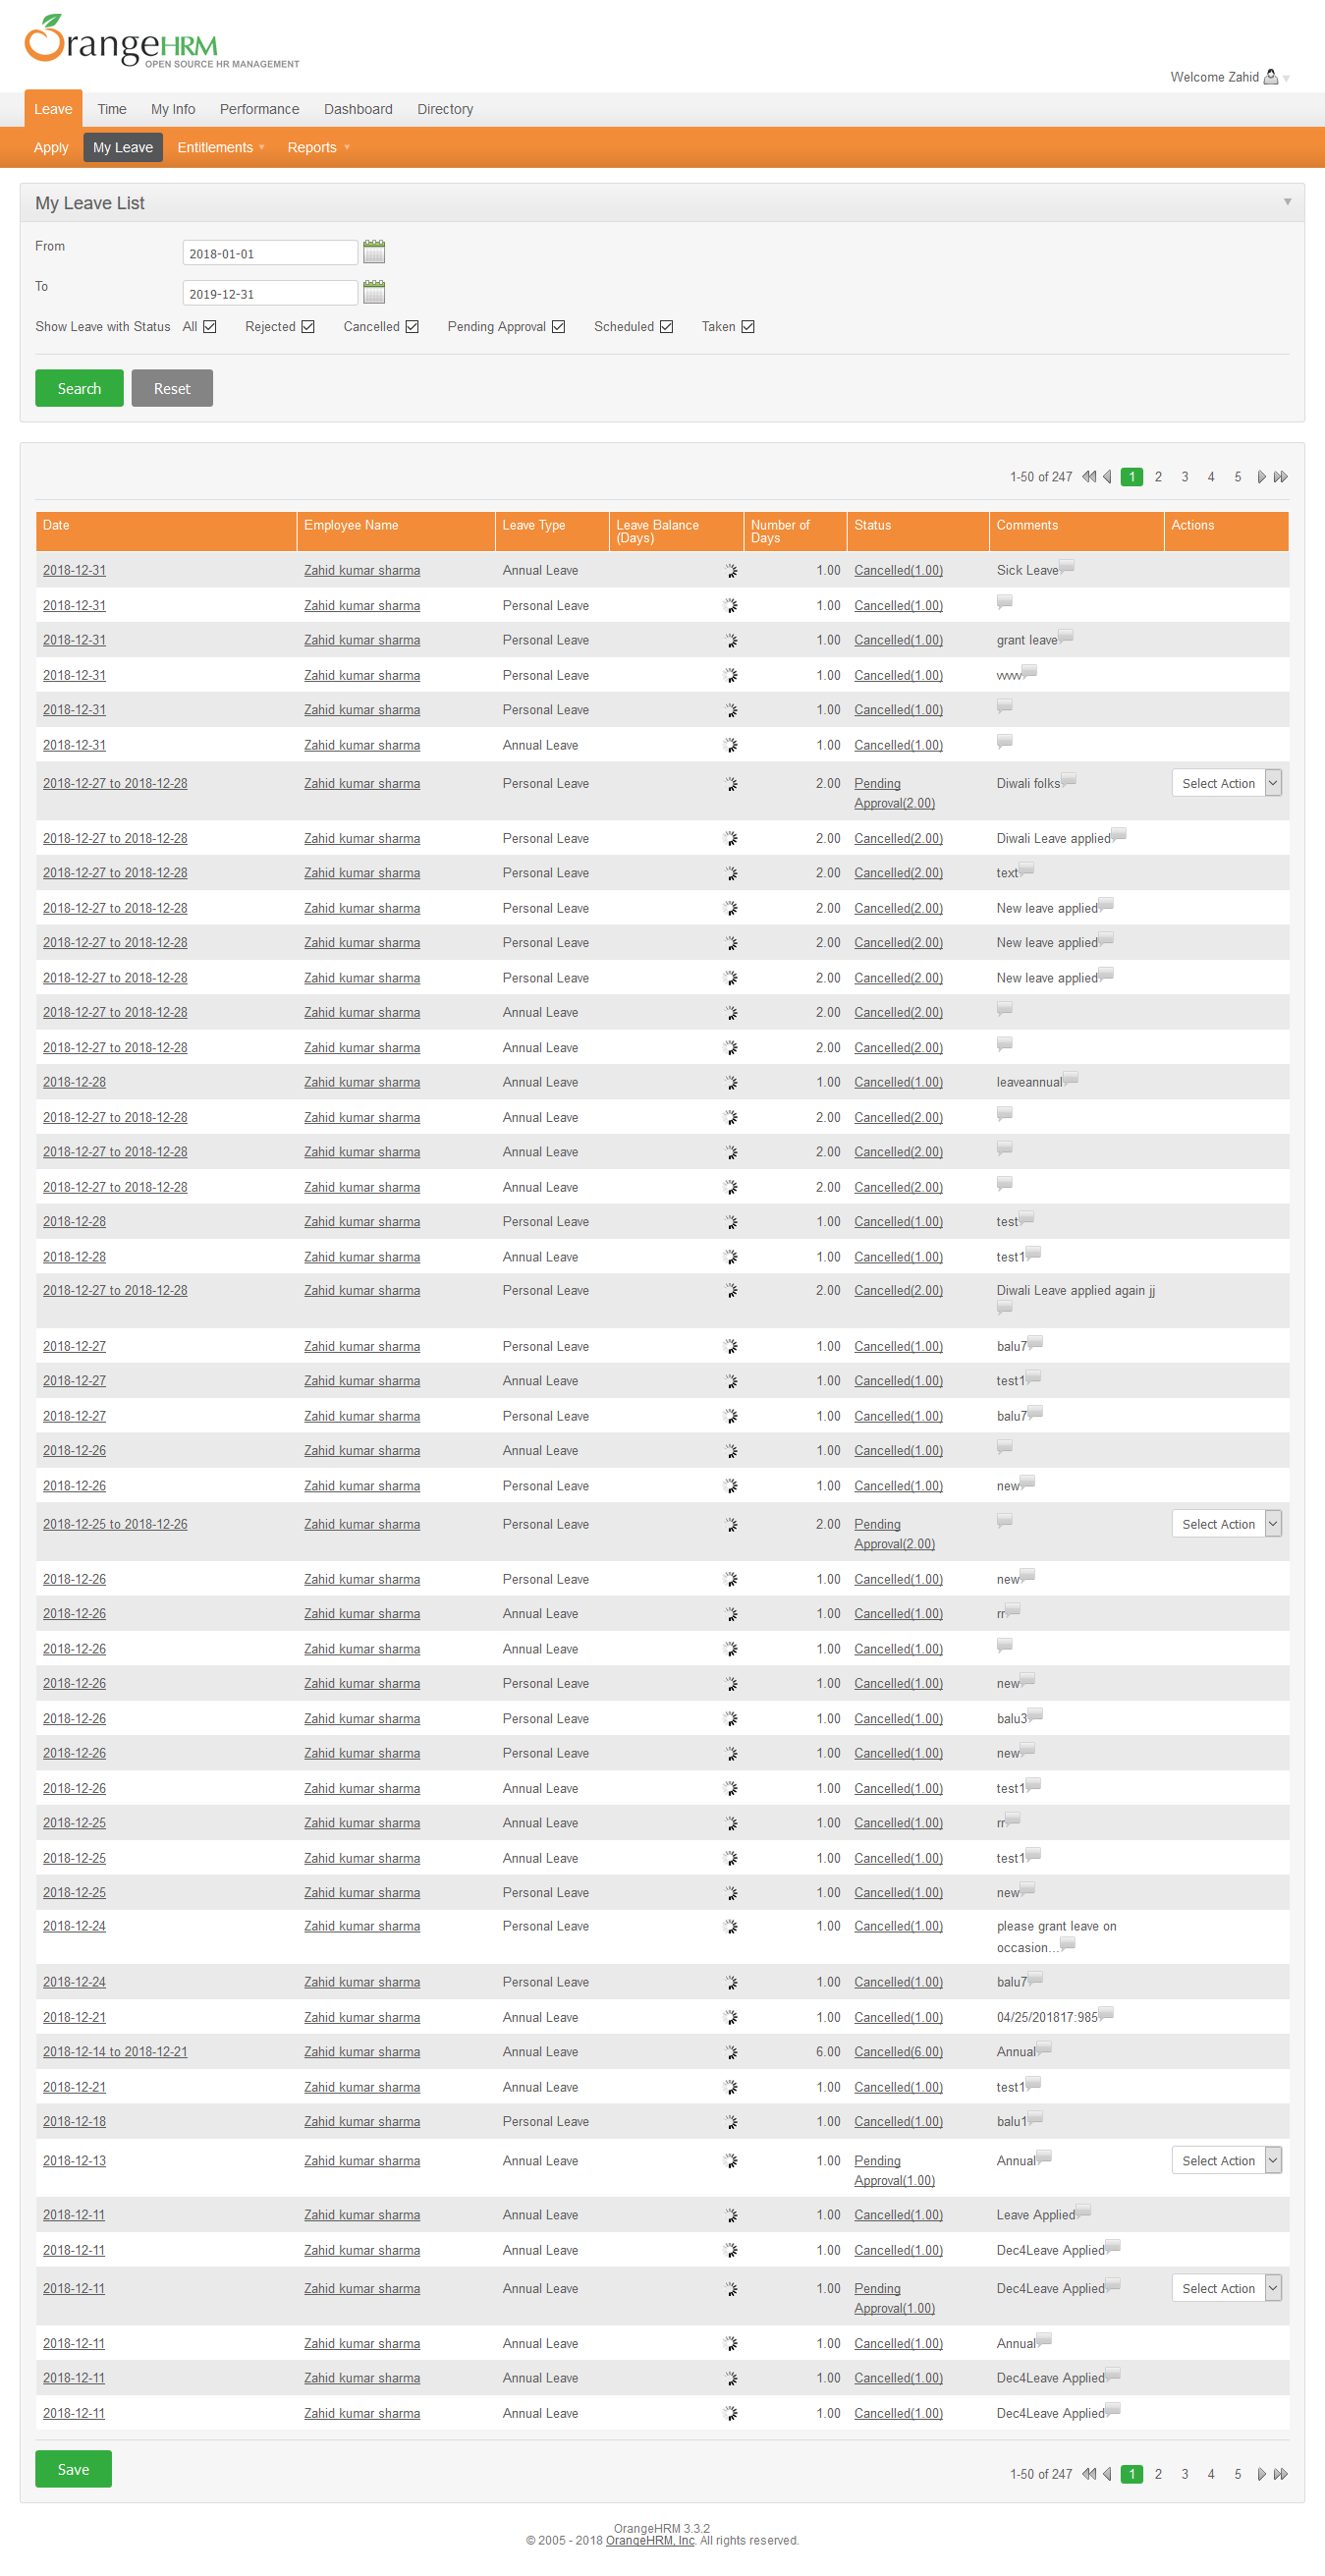 OrangeHRM
OPEN SOURCE HR MANAGEMENT
Welcome Zahid
Leave Time My Info Performance Dashboard Directory
Apply My Leave Entitlements Reports
My Leave List
From 2018-01-01
To 2019-12-31
Show Leave with Status All Rejected Cancelled Pending Approval Scheduled Taken
Search Reset
1-50 of 247 1 2 3 4 5
Date Employee Name Leave Type Leave Balance (Days) Number of Days Status Comments Actions
2018-12-31 Zahid kumar sharma Annual Leave 1.00 Cancelled(1.00) Sick Leave
2018-12-31 Zahid kumar sharma Personal Leave 1.00 Cancelled(1.00)
2018-12-31 Zahid kumar sharma Personal Leave 1.00 Cancelled(1.00) grant leave
2018-12-31 Zahid kumar sharma Personal Leave 1.00 Cancelled(1.00)
2018-12-31 Zahid kumar sharma Personal Leave 1.00 Cancelled(1.00)
2018-12-31 Zahid kumar sharma Annual Leave 1.00 Cancelled(1.00)
2018-12-27 to 2018-12-28 Zahid kumar sharma Personal Leave 2.00 Pending Approval(2.00) Diwali folks Select Action
2018-12-27 to 2018-12-28 Zahid kumar sharma Personal Leave 2.00 Cancelled(2.00) Diwali Leave applied
2018-12-27 to 2018-12-28 Zahid kumar sharma Personal Leave 2.00 Cancelled(2.00) text
2018-12-27 to 2018-12-28 Zahid kumar sharma Personal Leave 2.00 Cancelled(2.00) New leave applied
2018-12-27 to 2018-12-28 Zahid kumar sharma Personal Leave 2.00 Cancelled(2.00) New leave applied
2018-12-27 to 2018-12-28 Zahid kumar sharma Personal Leave 2.00 Cancelled(2.00) New leave applied
2018-12-27 to 2018-12-28 Zahid kumar sharma Annual Leave 2.00 Cancelled(2.00)
2018-12-27 to 2018-12-28 Zahid kumar sharma Annual Leave 2.00 Cancelled(2.00)
2018-12-28 Zahid kumar sharma Annual Leave 1.00 Cancelled(1.00) leaveannual
2018-12-27 to 2018-12-28 Zahid kumar sharma Annual Leave 2.00 Cancelled(2.00)
2018-12-27 to 2018-12-28 Zahid kumar sharma Annual Leave 2.00 Cancelled(2.00)
2018-12-27 to 2018-12-28 Zahid kumar sharma Annual Leave 2.00 Cancelled(2.00)
2018-12-28 Zahid kumar sharma Personal Leave 1.00 Cancelled(1.00) test
2018-12-28 Zahid kumar sharma Annual Leave 1.00 Cancelled(1.00) test1
2018-12-27 to 2018-12-28 Zahid kumar sharma Personal Leave 2.00 Cancelled(2.00) Diwali Leave applied again jj
2018-12-27 Zahid kumar sharma Personal Leave 1.00 Cancelled(1.00) balu7
2018-12-27 Zahid kumar sharma Annual Leave 1.00 Cancelled(1.00) test1
2018-12-27 Zahid kumar sharma Personal Leave 1.00 Cancelled(1.00) balu7
2018-12-26 Zahid kumar sharma Annual Leave 1.00 Cancelled(1.00)
2018-12-26 Zahid kumar sharma Personal Leave 1.00 Cancelled(1.00) new
2018-12-25 to 2018-12-26 Zahid kumar sharma Personal Leave 2.00 Pending Approval(2.00) Select Action
2018-12-26 Zahid kumar sharma Personal Leave 1.00 Cancelled(1.00) new
2018-12-26 Zahid kumar sharma Annual Leave 1.00 Cancelled(1.00) rr
2018-12-26 Zahid kumar sharma Annual Leave 1.00 Cancelled(1.00)
2018-12-26 Zahid kumar sharma Personal Leave 1.00 Cancelled(1.00) new
2018-12-26 Zahid kumar sharma Personal Leave 1.00 Cancelled(1.00) balu3
2018-12-26 Zahid kumar sharma Personal Leave 1.00 Cancelled(1.00) new
2018-12-26 Zahid kumar sharma Annual Leave 1.00 Cancelled(1.00) test1
2018-12-25 Zahid kumar sharma Annual Leave 1.00 Cancelled(1.00) rr
2018-12-25 Zahid kumar sharma Annual Leave 1.00 Cancelled(1.00) test1
2018-12-25 Zahid kumar sharma Personal Leave 1.00 Cancelled(1.00) new
2018-12-24 Zahid kumar sharma Personal Leave 1.00 Cancelled(1.00) please grant leave on occasion...
2018-12-24 Zahid kumar sharma Personal Leave 1.00 Cancelled(1.00) balu7
2018-12-21 Zahid kumar sharma Annual Leave 1.00 Cancelled(1.00) 04/25/201817:985
2018-12-14 to 2018-12-21 Zahid kumar sharma Annual Leave 6.00 Cancelled(6.00) Annual
2018-12-21 Zahid kumar sharma Annual Leave 1.00 Cancelled(1.00) test1
2018-12-18 Zahid kumar sharma Personal Leave 1.00 Cancelled(1.00) balu1
2018-12-13 Zahid kumar sharma Annual Leave 1.00 Pending Approval(1.00) Annual Select Action
2018-12-11 Zahid kumar sharma Annual Leave 1.00 Cancelled(1.00) Leave Applied
2018-12-11 Zahid kumar sharma Annual Leave 1.00 Cancelled(1.00) Dec4Leave Applied
2018-12-11 Zahid kumar sharma Annual Leave 1.00 Pending Approval(1.00) Dec4Leave Applied Select Action
2018-12-11 Zahid kumar sharma Annual Leave 1.00 Cancelled(1.00) Annual
2018-12-11 Zahid kumar sharma Annual Leave 1.00 Cancelled(1.00) Dec4Leave Applied
2018-12-11 Zahid kumar sharma Annual Leave 1.00 Cancelled(1.00) Dec4Leave Applied
Save 1-50 of 247 1 2 3 4 5
OrangeHRM 3.3.2
© 2005 - 2018 OrangeHRM, Inc. All rights reserved.